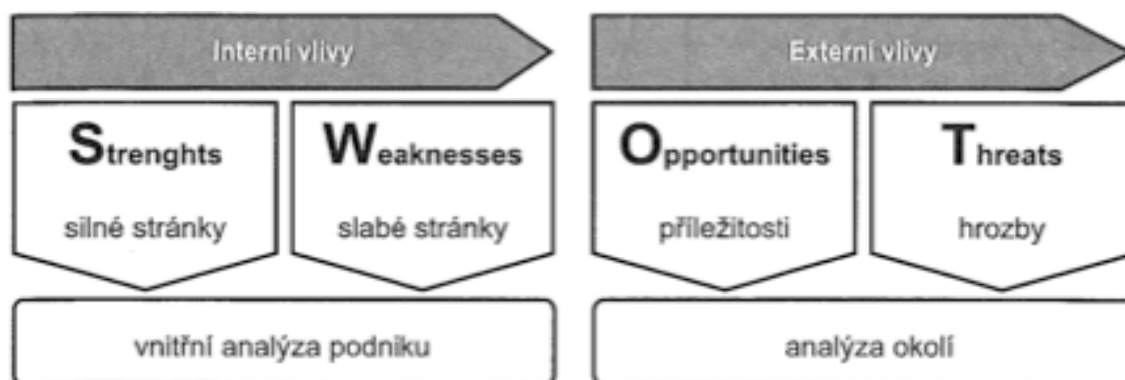 Interní vlivy
Externí vlivy
Strenghts
Weaknesses
Opportunities
Threats
silné stránky
slabé stránky
příležitosti
hrozby
vnitřní analýza podniku
analýza okolí